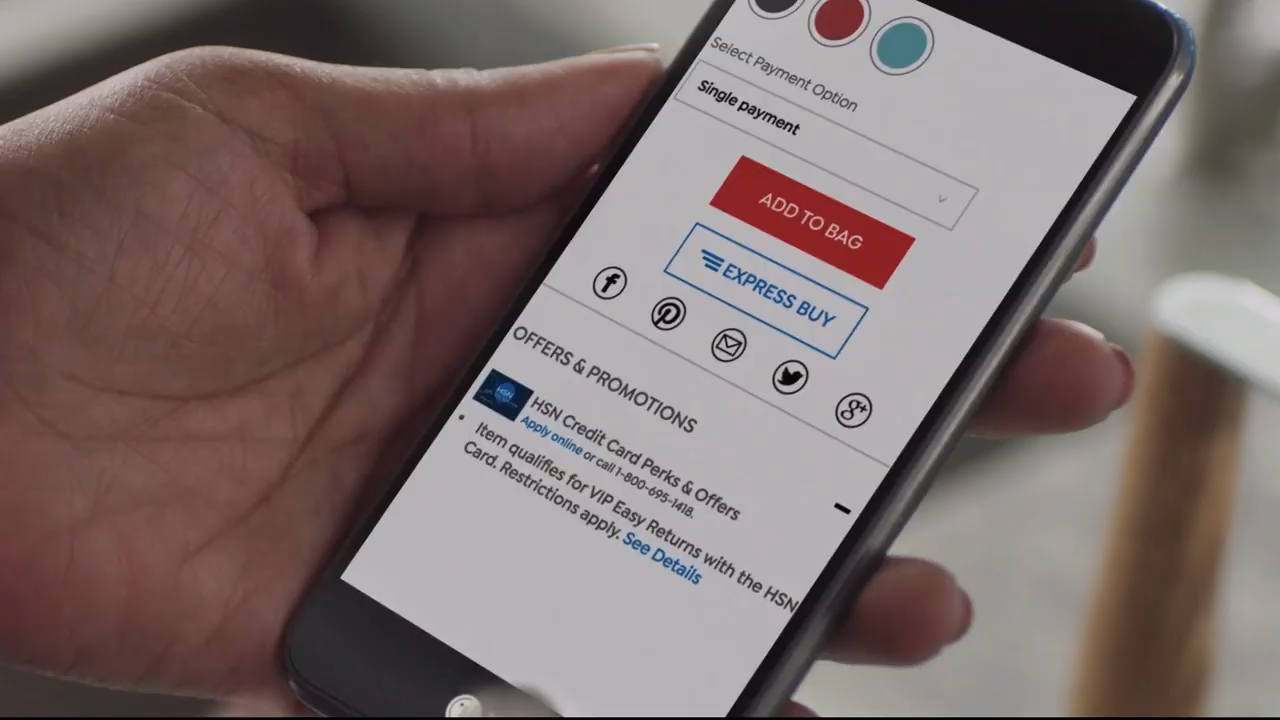 Select Payment Option
Single payment
ADD TO BAG
EXPRESS BUY
OFFERS & PROMOTIONS
HSN
HSN Credit Card Perks & Offers
Apply online or call 1-800-695-1418.
Item qualifies for VIP Easy Returns with the HSN
Card. Restrictions apply. See Details